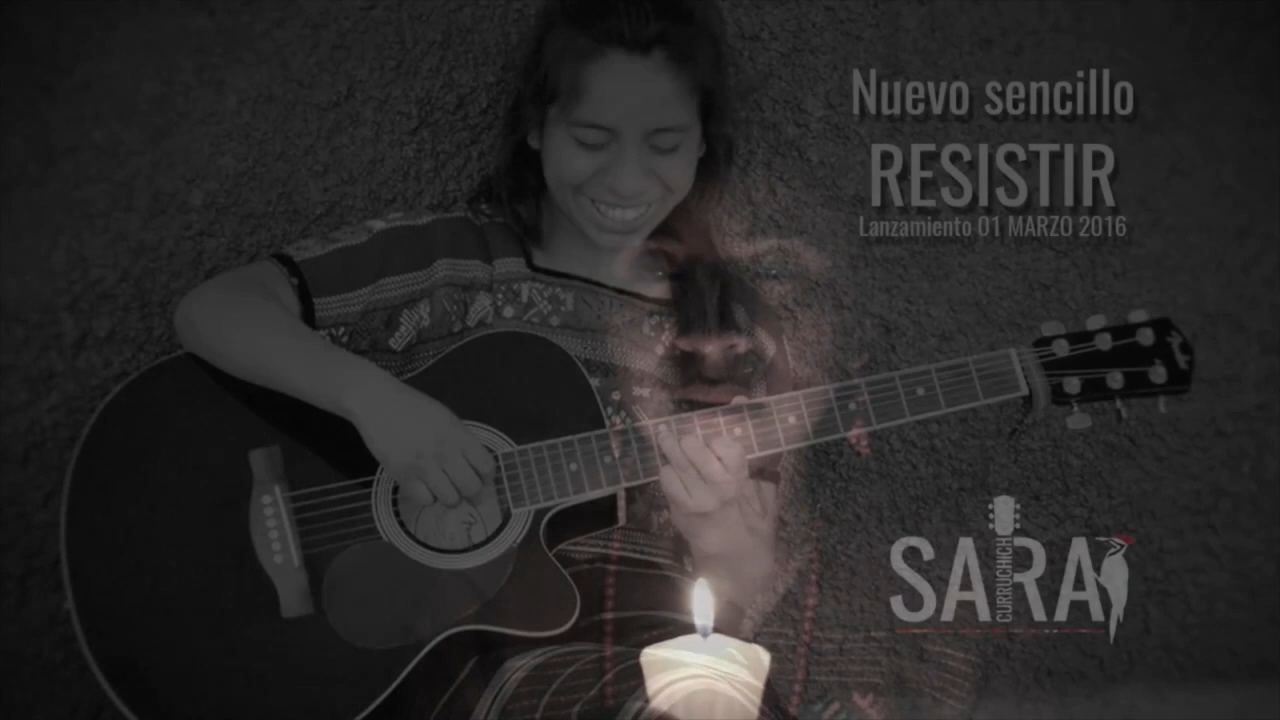 Nuevo sencillo
RESISTIR
Lanzamiento 01 MARZO 2016
SARA
CURRUCHICH